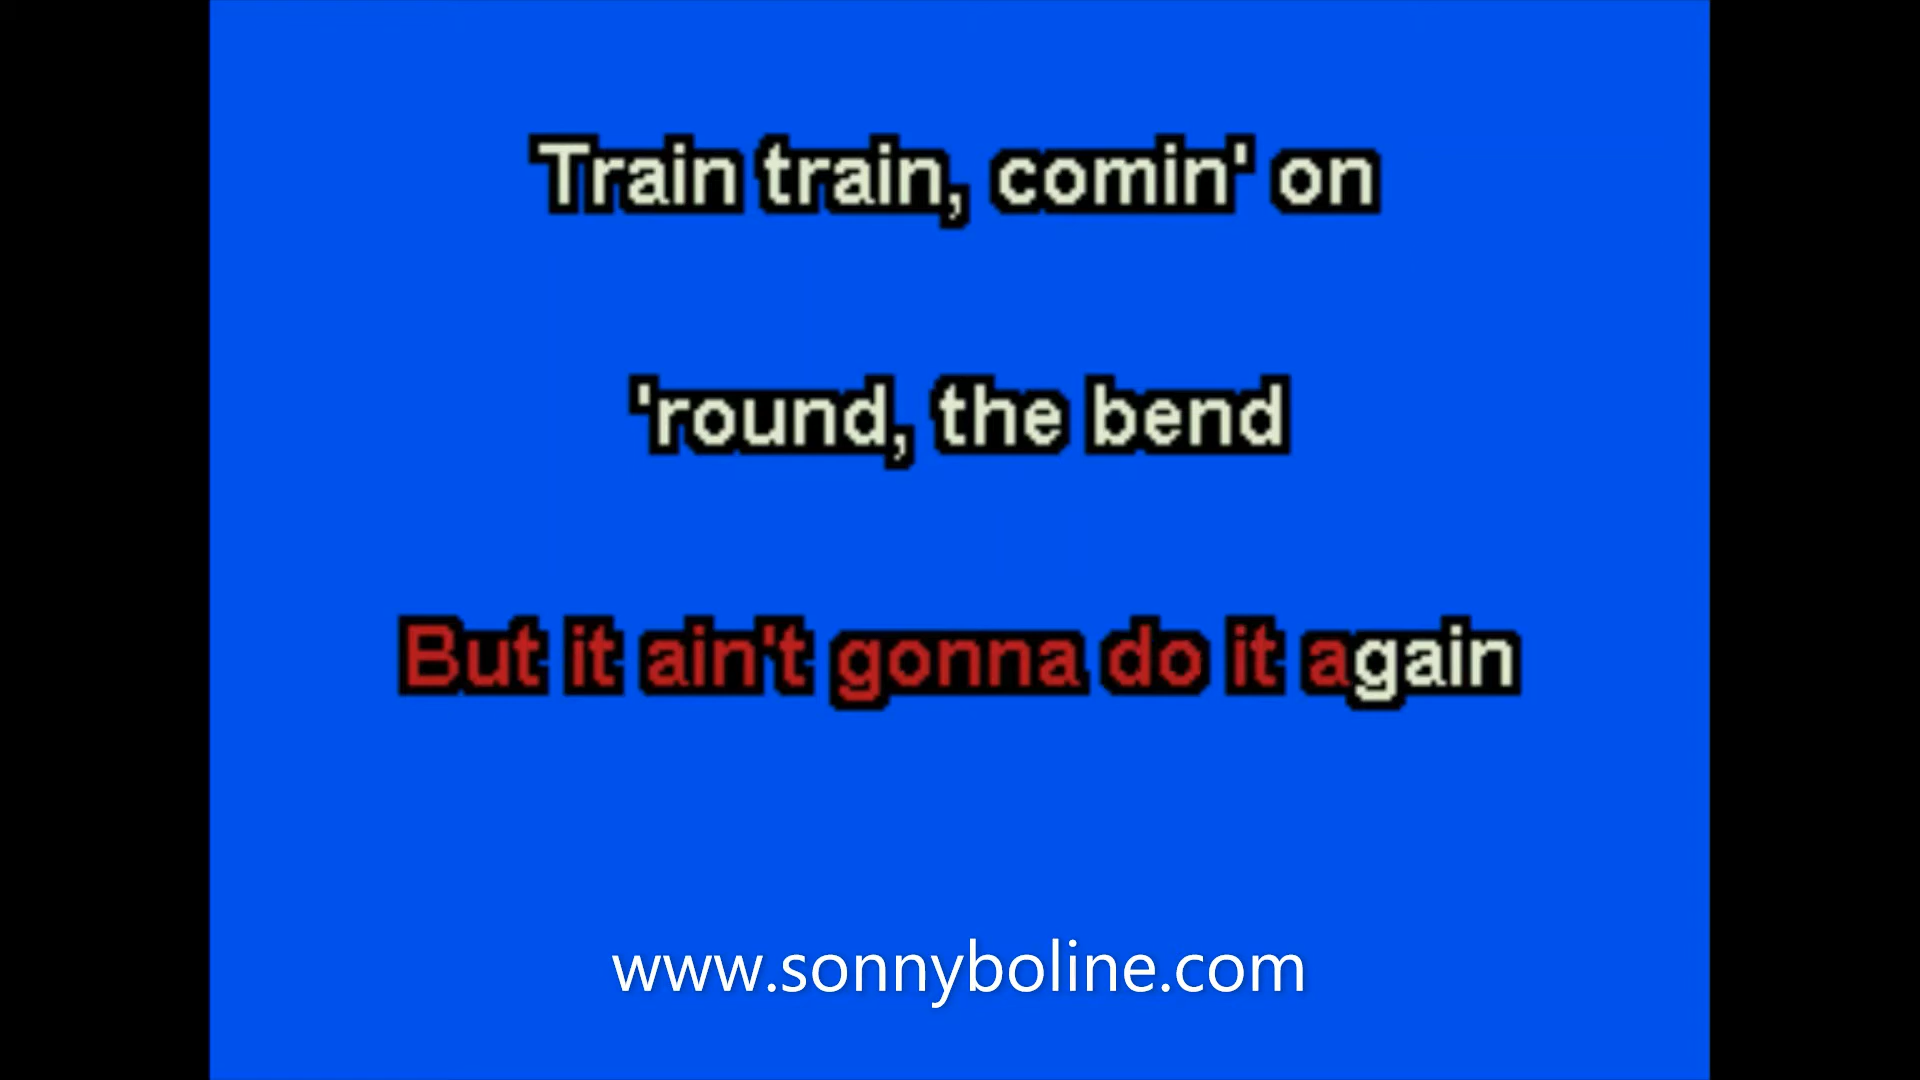 Train train, comin' on
'round, the bend
But it ain't gonna do it again
www.sonnyboline.com